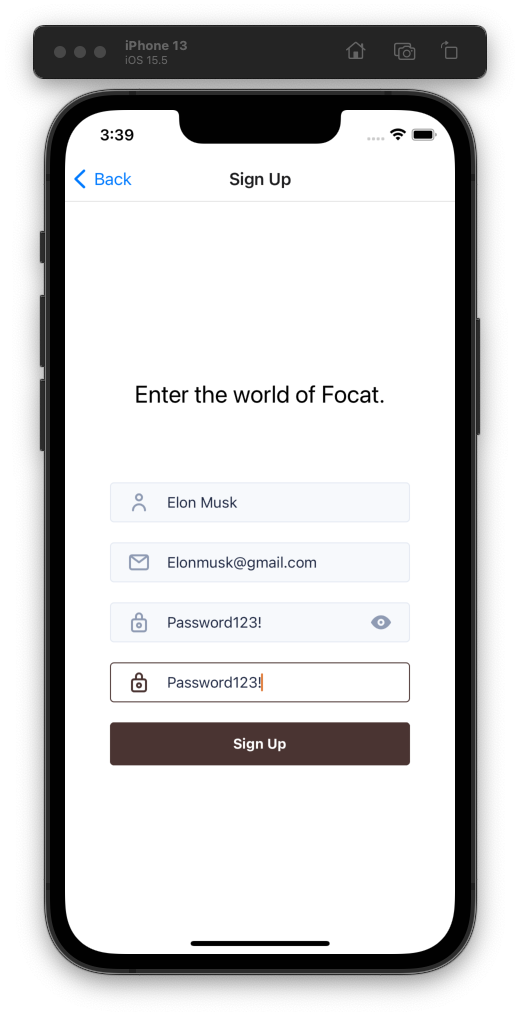 iPhone 13
iOS 15.5
3:39
Back
Sign Up
Enter the world of Focat.
Elon Musk
Elonmusk@gmail.com
Password123!
Password123!
Sign Up